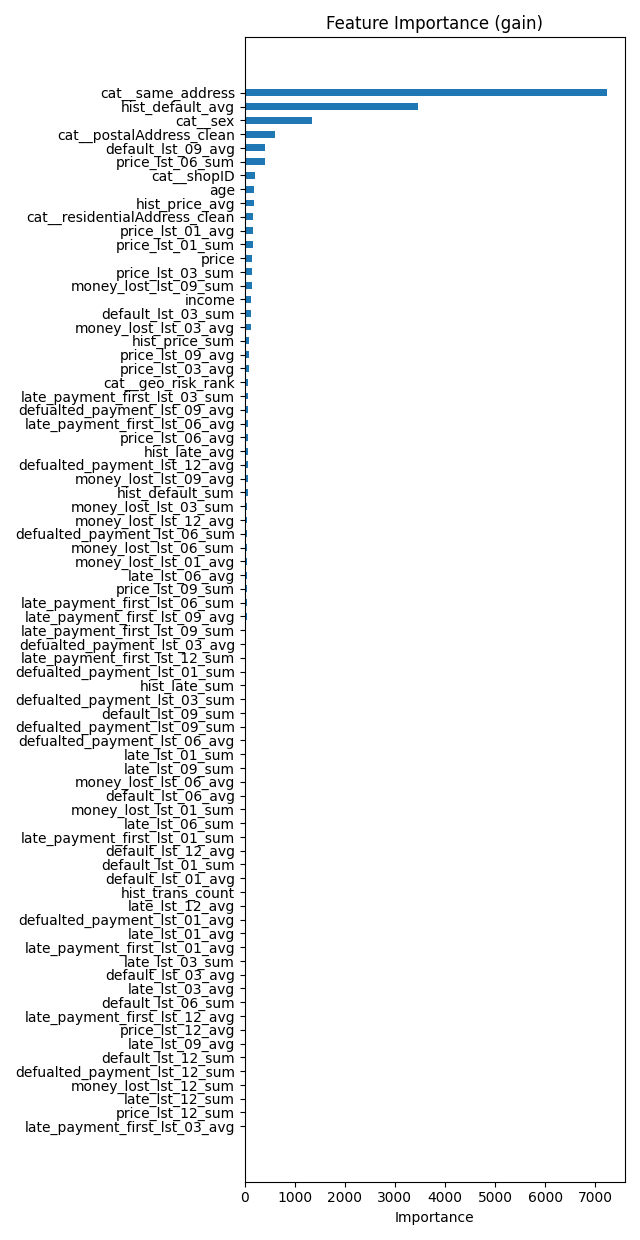 Feature Importance (gain)
cat__same_address
hist_default_avg
cat__sex
cat__postalAddress_clean
default_lst_09_avg
price_lst_06_sum
cat__shopID
age
hist_price_avg
cat__residentialAddress_clean
price_lst_01_avg
price_lst_01_sum
price
price_lst_03_sum
money_lost_lst_09_sum
income
default_lst_03_sum
money_lost_lst_03_avg
hist_price_sum
price_lst_09_avg
price_lst_03_avg
cat__geo_risk_rank
late_payment_first_lst_03_sum
defualted_payment_lst_09_avg
late_payment_first_lst_06_avg
price_lst_06_avg
hist_late_avg
defualted_payment_lst_12_avg
money_lost_lst_09_avg
hist_default_sum
money_lost_lst_03_sum
money_lost_lst_12_avg
defualted_payment_lst_06_sum
money_lost_lst_06_sum
money_lost_lst_01_avg
late_lst_06_avg
price_lst_09_sum
late_payment_first_lst_06_sum
late_payment_first_lst_09_avg
late_payment_first_lst_09_sum
defualted_payment_lst_03_avg
late_payment_first_lst_12_sum
defualted_payment_lst_01_sum
hist_late_sum
defualted_payment_lst_03_sum
default_lst_09_sum
defualted_payment_lst_09_sum
defualted_payment_lst_06_avg
late_lst_01_sum
late_lst_09_sum
money_lost_lst_06_avg
default_lst_06_avg
money_lost_lst_01_sum
late_lst_06_sum
late_payment_first_lst_01_sum
default_lst_12_avg
default_lst_01_sum
default_lst_01_avg
hist_trans_count
late_lst_12_avg
defualted_payment_lst_01_avg
late_lst_01_avg
late_payment_first_lst_01_avg
late_lst_03_sum
default_lst_03_avg
late_lst_03_avg
default_lst_06_sum
late_payment_first_lst_12_avg
price_lst_12_avg
late_lst_09_avg
default_lst_12_sum
defualted_payment_lst_12_sum
money_lost_lst_12_sum
late_lst_12_sum
price_lst_12_sum
late_payment_first_lst_03_avg
0 1000 2000 3000 4000 5000 6000 7000
Importance